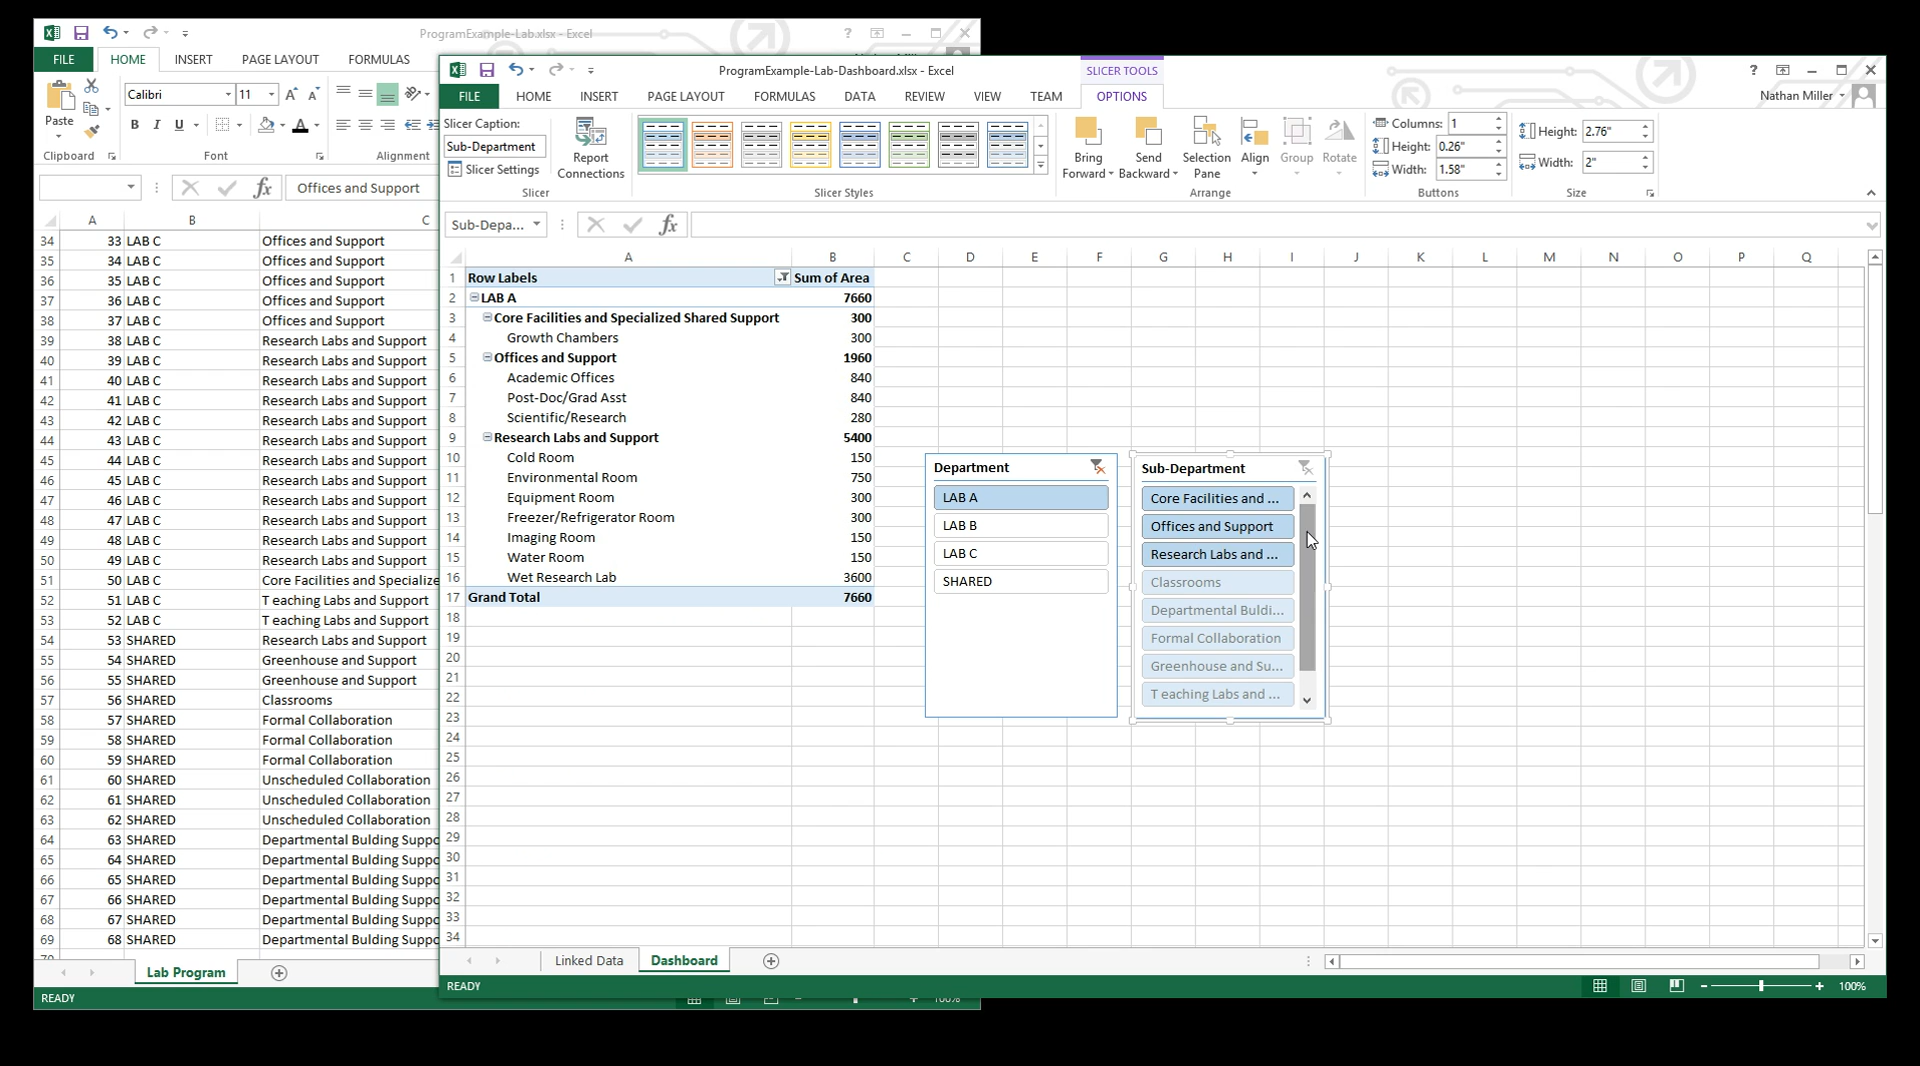 ProgramExample-Lab.xlsx - Excel
FILE HOME INSERT PAGE LAYOUT FORMULAS
Calibri 11
Paste
B I U
Clipboard Font Alignment
Offices and Support
A B C
34 33 LAB C Offices and Support
35 34 LAB C Offices and Support
36 35 LAB C Offices and Support
37 36 LAB C Offices and Support
38 37 LAB C Offices and Support
39 38 LAB C Research Labs and Support
40 39 LAB C Research Labs and Support
41 40 LAB C Research Labs and Support
42 41 LAB C Research Labs and Support
43 42 LAB C Research Labs and Support
44 43 LAB C Research Labs and Support
45 44 LAB C Research Labs and Support
46 45 LAB C Research Labs and Support
47 46 LAB C Research Labs and Support
48 47 LAB C Research Labs and Support
49 48 LAB C Research Labs and Support
50 49 LAB C Research Labs and Support
51 50 LAB C Core Facilities and Specialize
52 51 LAB C T eaching Labs and Support
53 52 LAB C T eaching Labs and Support
54 53 SHARED Research Labs and Support
55 54 SHARED Greenhouse and Support
56 55 SHARED Greenhouse and Support
57 56 SHARED Classrooms
58 57 SHARED Formal Collaboration
59 58 SHARED Formal Collaboration
60 59 SHARED Formal Collaboration
61 60 SHARED Unscheduled Collaboration
62 61 SHARED Unscheduled Collaboration
63 62 SHARED Unscheduled Collaboration
64 63 SHARED Departmental Bulding Suppo
65 64 SHARED Departmental Bulding Suppo
66 65 SHARED Departmental Bulding Suppo
67 66 SHARED Departmental Bulding Suppo
68 67 SHARED Departmental Bulding Suppo
69 68 SHARED Departmental Bulding Suppo
Lab Program
READY
ProgramExample-Lab-Dashboard.xlsx - Excel
SLICER TOOLS
FILE HOME INSERT PAGE LAYOUT FORMULAS DATA REVIEW VIEW TEAM OPTIONS
Nathan Miller
Slicer Caption:
Sub-Department
Slicer Settings
Report Connections
Slicer
Slicer Styles
Bring Forward
Send Backward
Selection Pane
Align
Group
Rotate
Arrange
Columns: 1
Height: 0.26"
Width: 1.58"
Buttons
Height: 2.76"
Width: 2"
Size
Sub-Depa...
A B C D E F G H I J K L M N O P Q
1 Row Labels Sum of Area
2 LAB A 7660
3 Core Facilities and Specialized Shared Support 300
4 Growth Chambers 300
5 Offices and Support 1960
6 Academic Offices 840
7 Post-Doc/Grad Asst 840
8 Scientific/Research 280
9 Research Labs and Support 5400
10 Cold Room 150
11 Environmental Room 750
12 Equipment Room 300
13 Freezer/Refrigerator Room 300
14 Imaging Room 150
15 Water Room 150
16 Wet Research Lab 3600
17 Grand Total 7660
18
19
20
21
22
23
24
25
26
27
28
29
30
31
32
33
34
Department
LAB A
LAB B
LAB C
SHARED
Sub-Department
Core Facilities and ...
Offices and Support
Research Labs and ...
Classrooms
Departmental Buldi...
Formal Collaboration
Greenhouse and Su...
T eaching Labs and ...
Linked Data Dashboard
READY
100%